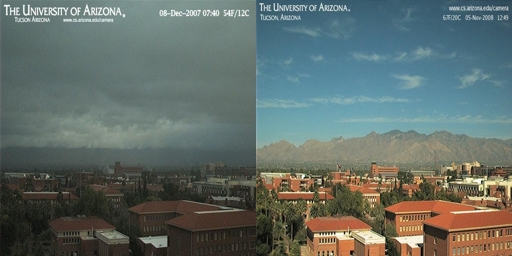 THE UNIVERSITY OF ARIZONA®
TUCSON, ARIZONA
www.cs.arizona.edu/camera
08-Dec-2007 07:40 54F/12C
THE UNIVERSITY OF ARIZONA®
TUCSON, ARIZONA
www.cs.arizona.edu/camera
67F/20C 05-Nov-2008 12:49